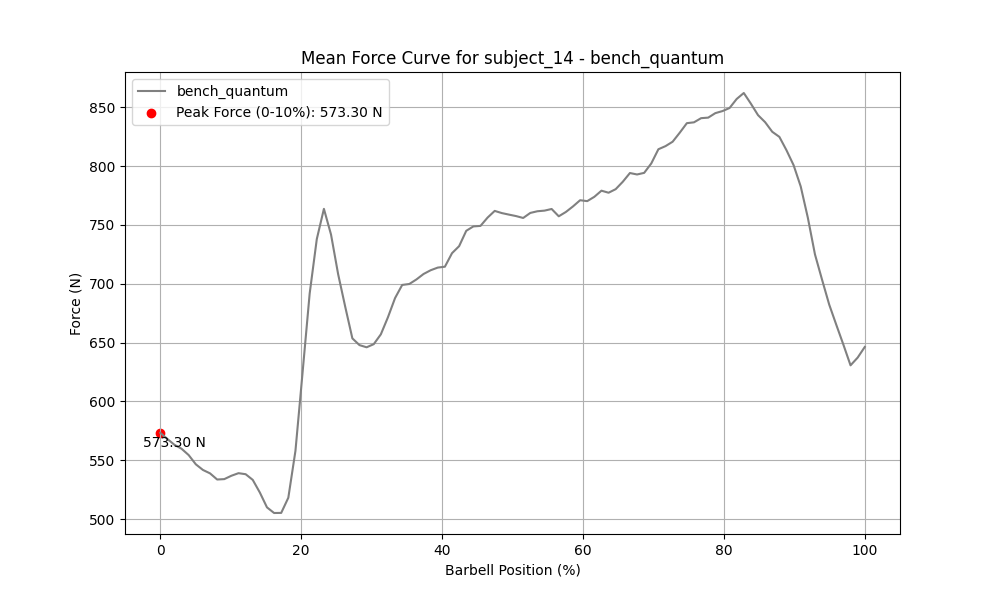 Mean Force Curve for subject_14 - bench_quantum
bench_quantum
Peak Force (0-10%): 573.30 N
850
800
750
700
650
600
550
500
Force (N)
573.30 N
0 20 40 60 80 100
Barbell Position (%)